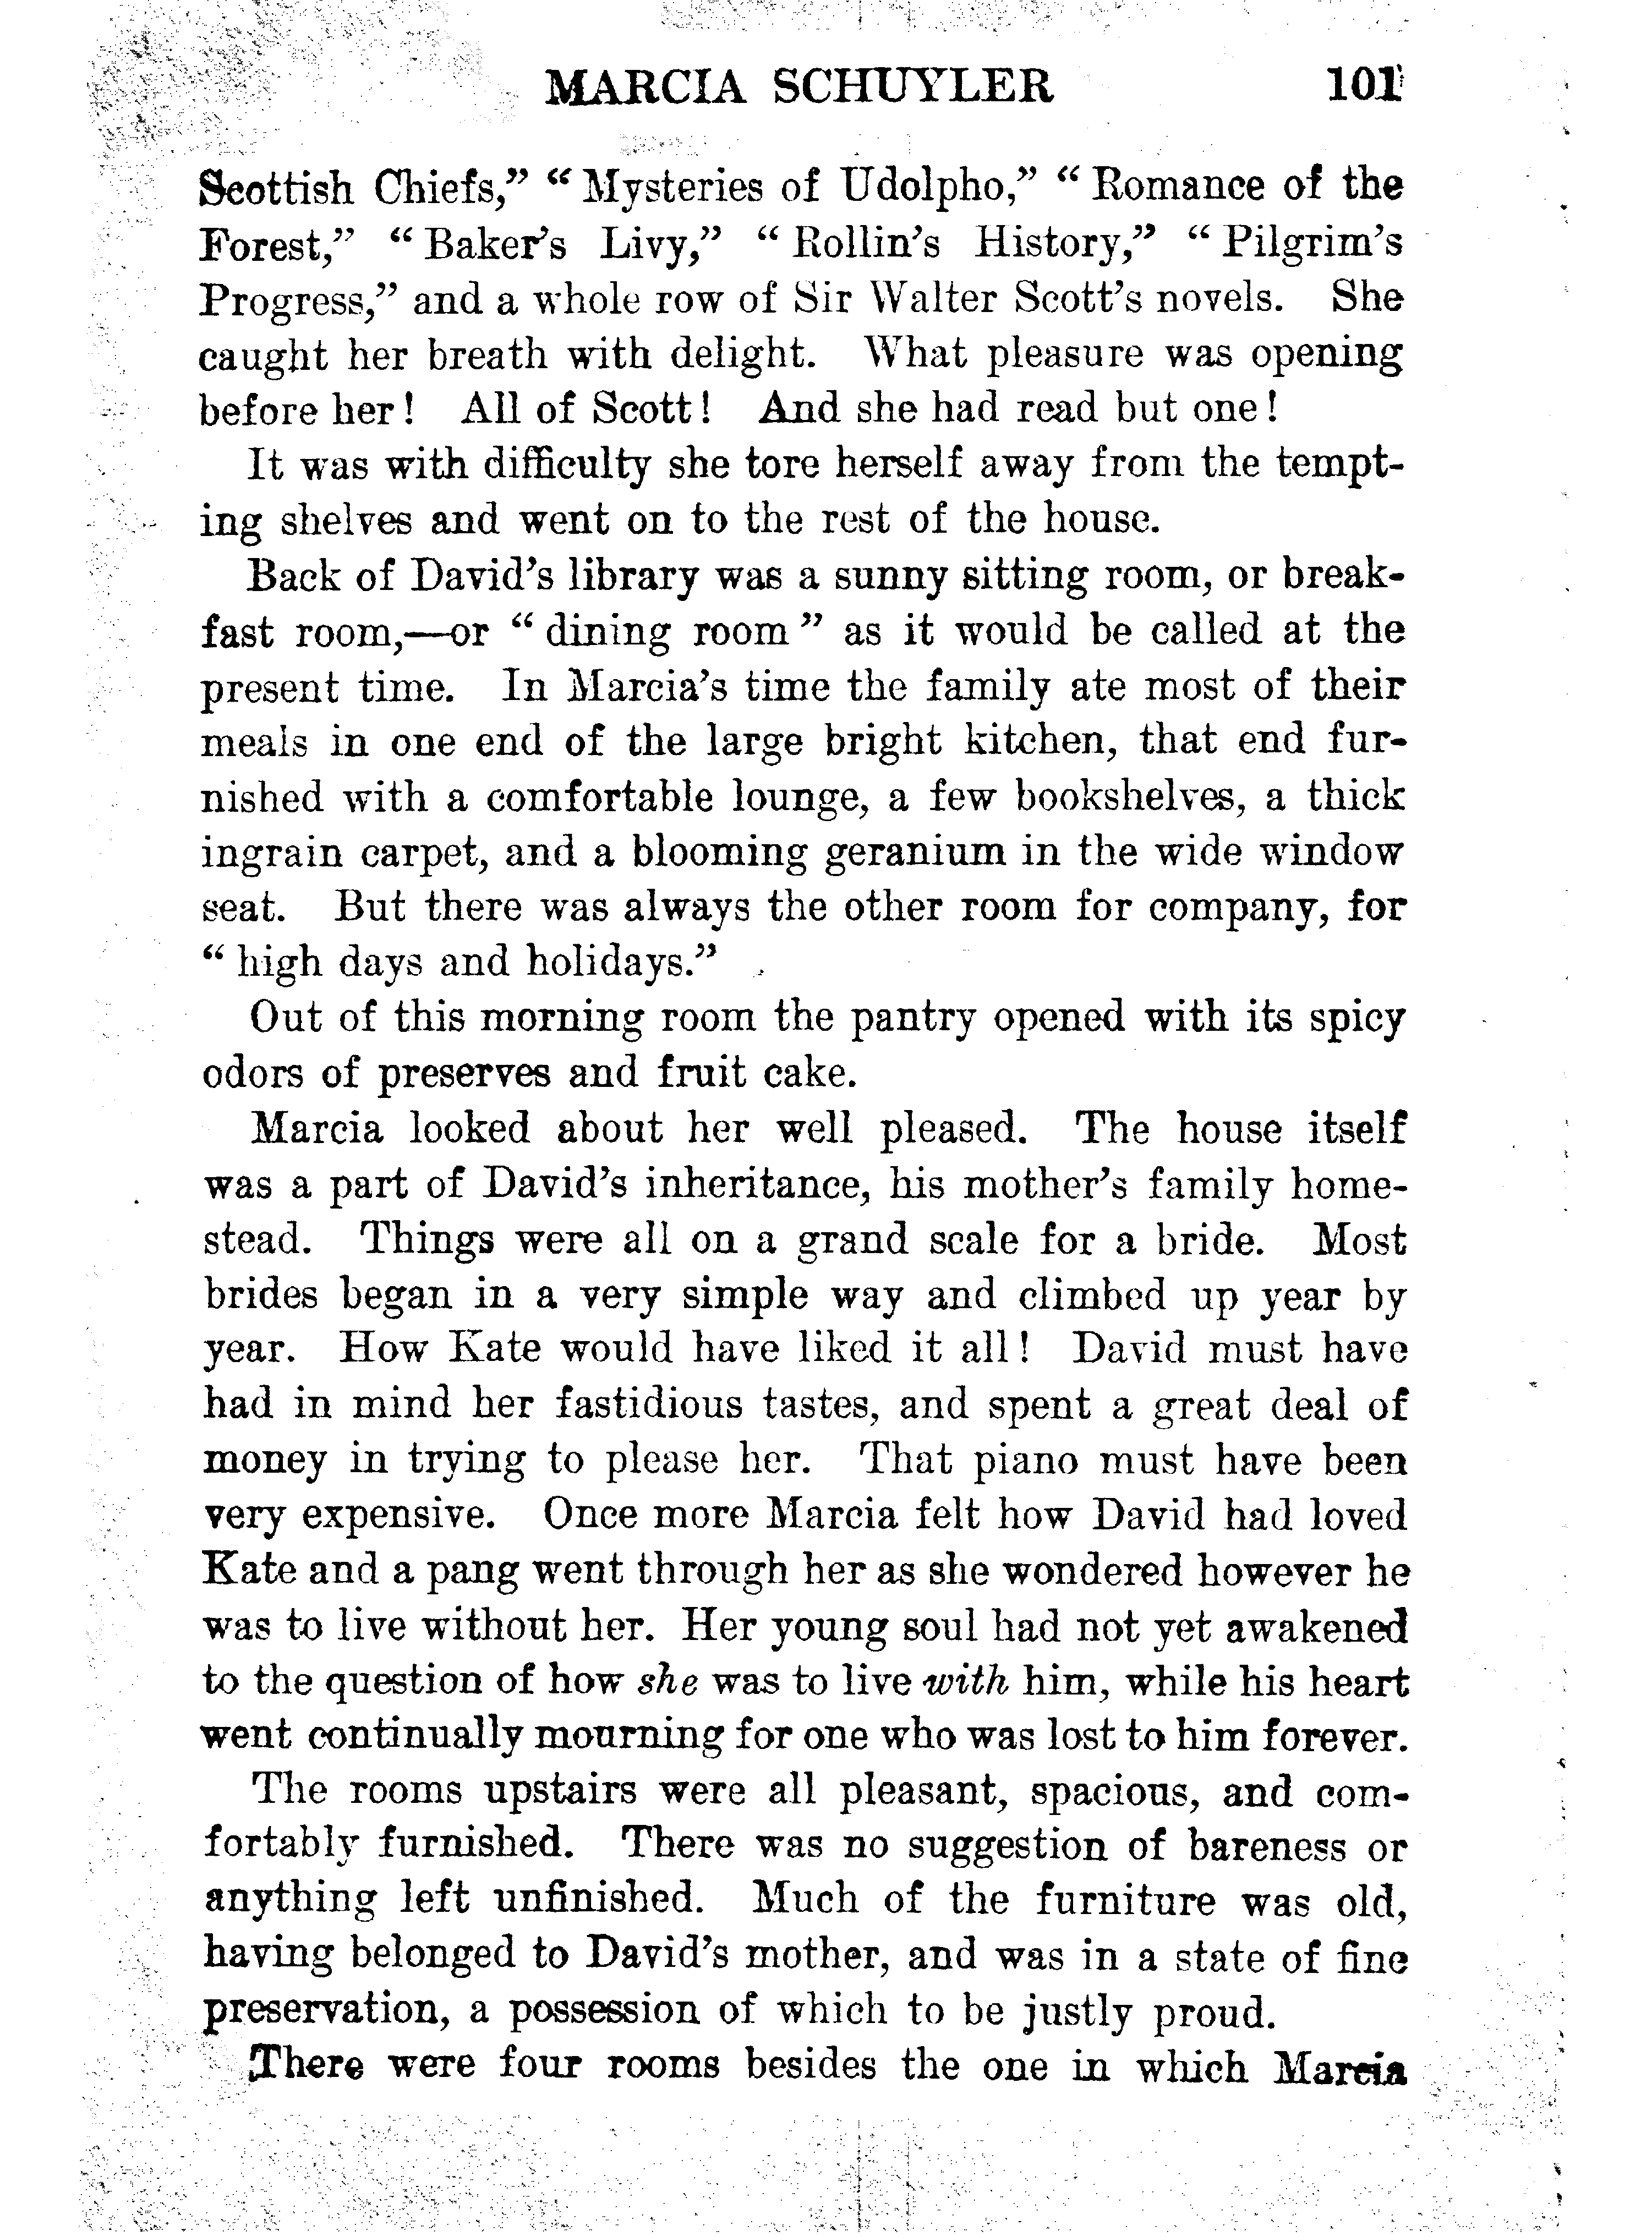 MARCIA SCHUYLER 101
Scottish Chiefs,” “ Mysteries of Udolpho,” “ Romance of the
Forest,” “ Baker’s Livy,” “ Rollin’s History,” “ Pilgrim’s
Progress,” and a whole row of Sir Walter Scott’s novels. She
caught her breath with delight. What pleasure was opening
before her! All of Scott! And she had read but one!
It was with difficulty she tore herself away from the tempt-
ing shelves and went on to the rest of the house.
Back of David’s library was a sunny sitting room, or break-
fast room,—or “ dining room ” as it would be called at the
present time. In Marcia’s time the family ate most of their
meals in one end of the large bright kitchen, that end fur-
nished with a comfortable lounge, a few bookshelves, a thick
ingrain carpet, and a blooming geranium in the wide window
seat. But there was always the other room for company, for
“ high days and holidays.”
Out of this morning room the pantry opened with its spicy
odors of preserves and fruit cake.
Marcia looked about her well pleased. The house itself
was a part of David’s inheritance, his mother’s family home-
stead. Things were all on a grand scale for a bride. Most
brides began in a very simple way and climbed up year by
year. How Kate would have liked it all! David must have
had in mind her fastidious tastes, and spent a great deal of
money in trying to please her. That piano must have been
very expensive. Once more Marcia felt how David had loved
Kate and a pang went through her as she wondered however he
was to live without her. Her young soul had not yet awakened
to the question of how she was to live with him, while his heart
went continually mourning for one who was lost to him forever.
The rooms upstairs were all pleasant, spacious, and com-
fortably furnished. There was no suggestion of bareness or
anything left unfinished. Much of the furniture was old,
having belonged to David’s mother, and was in a state of fine
preservation, a possession of which to be justly proud.
There were four rooms besides the one in which Marcia